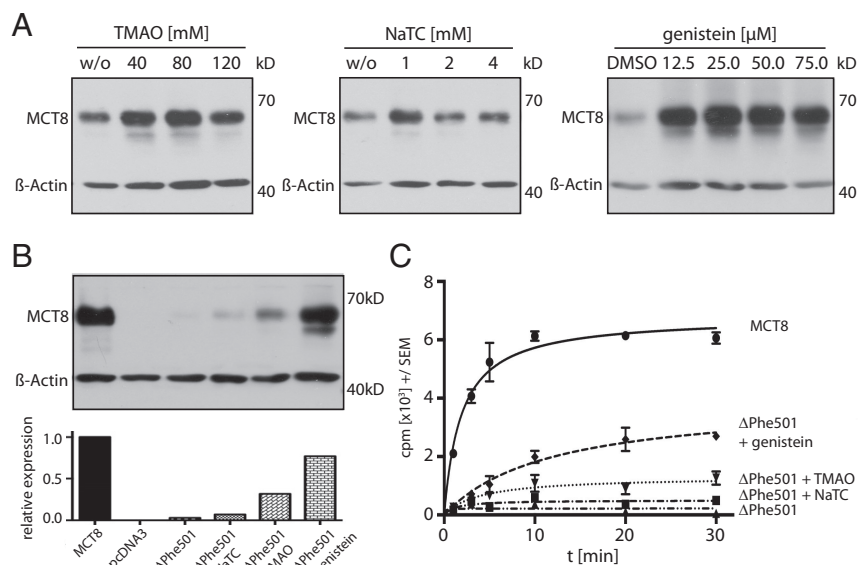 A
TMAO [mM]
w/o 40 80 120 kD
MCT8
70
ß-Actin
40
NaTC [mM]
w/o 1 2 4 kD
MCT8
70
ß-Actin
40
genistein [µM]
DMSO 12.5 25.0 50.0 75.0 kD
MCT8
70
ß-Actin
40
B
MCT8
70kD
ß-Actin
40kD
relative expression
1.0
0.5
0.0
MCT8
pcDNA3
ΔPhe501
ΔPhe501
NaTC
ΔPhe501
TMAO
ΔPhe501
genistein
C
cpm [x10³] +/ SEM
8
6
4
2
0
0 10 20 30
t [min]
MCT8
ΔPhe501
+ genistein
ΔPhe501 + TMAO
ΔPhe501 + NaTC
ΔPhe501